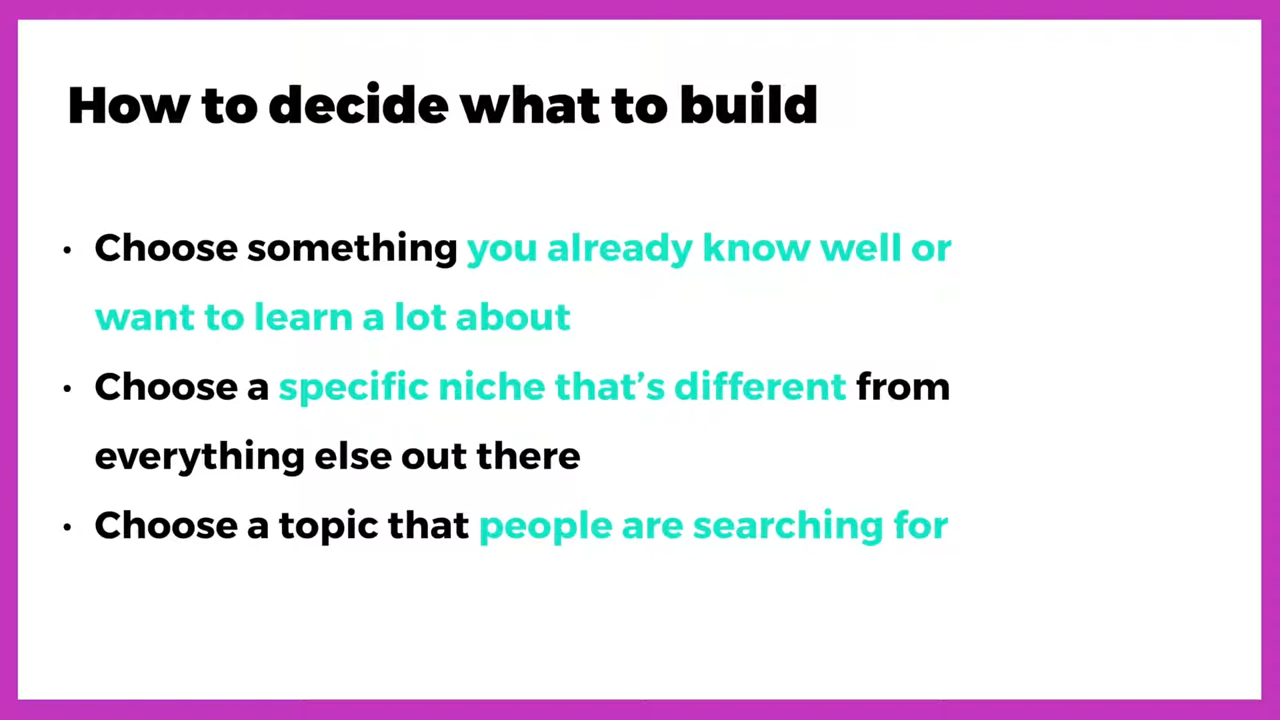 How to decide what to build
• Choose something you already know well or
want to learn a lot about
• Choose a specific niche that’s different from
everything else out there
• Choose a topic that people are searching for